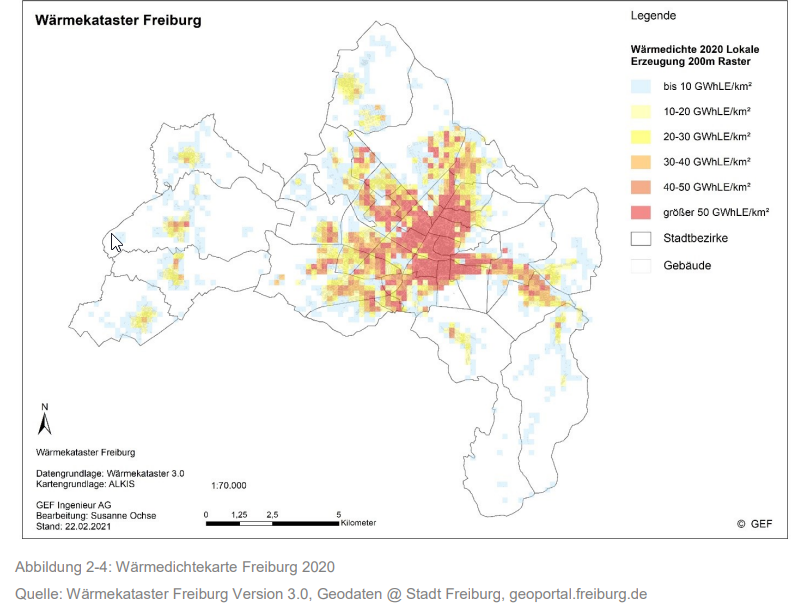 Wärmekataster Freiburg
Legende
Wärmedichte 2020 Lokale
Erzeugung 200m Raster
bis 10 GWhLE/km²
10-20 GWhLE/km²
20-30 GWhLE/km²
30-40 GWhLE/km²
40-50 GWhLE/km²
größer 50 GWhLE/km²
Stadtbezirke
Gebäude
N
Wärmekataster Freiburg
Datengrundlage: Wärmekataster 3.0
Kartengrundlage: ALKIS
1:70.000
GEF Ingenieur AG
Bearbeitung: Susanne Ochse
Stand: 22.02.2021
0 1,25 2,5 5
Kilometer
© GEF
Abbildung 2-4: Wärmedichtekarte Freiburg 2020
Quelle: Wärmekataster Freiburg Version 3.0, Geodaten @ Stadt Freiburg, geoportal.freiburg.de